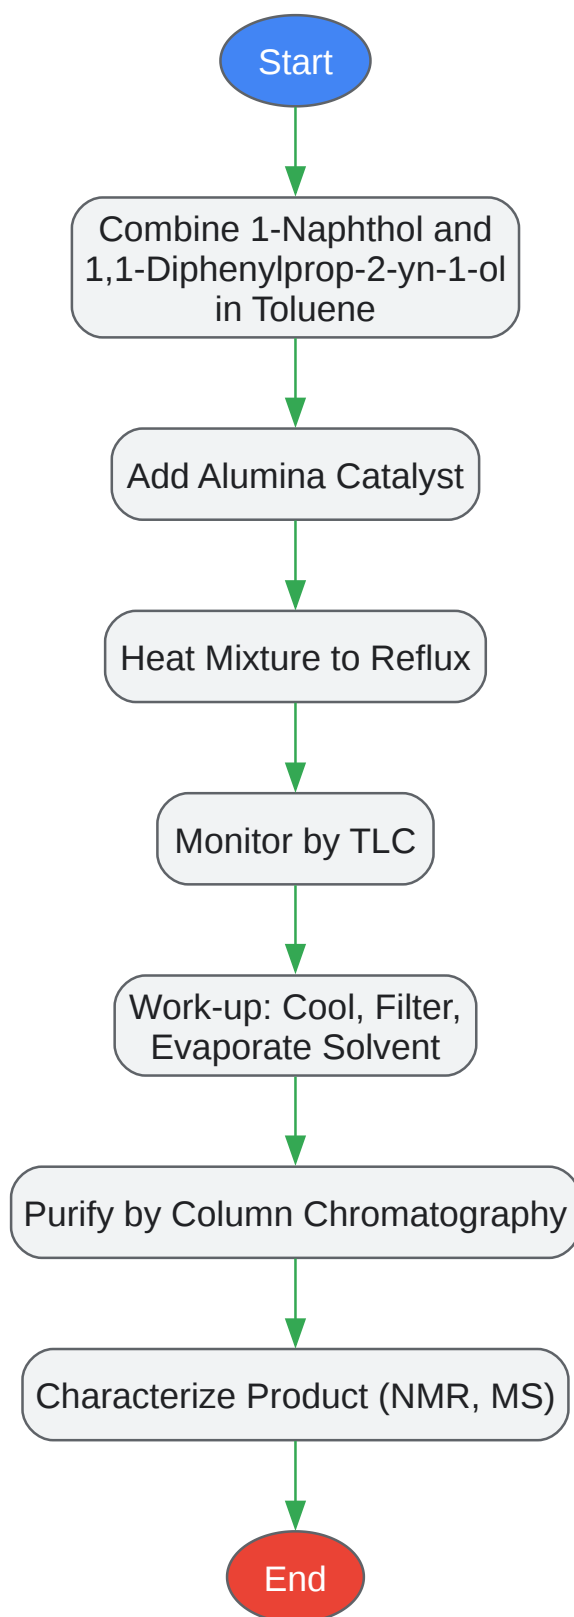 Start
Combine 1-Naphthol and
1,1-Diphenylprop-2-yn-1-ol
in Toluene
Add Alumina Catalyst
Heat Mixture to Reflux
Monitor by TLC
Work-up: Cool, Filter,
Evaporate Solvent
Purify by Column Chromatography
Characterize Product (NMR, MS)
End